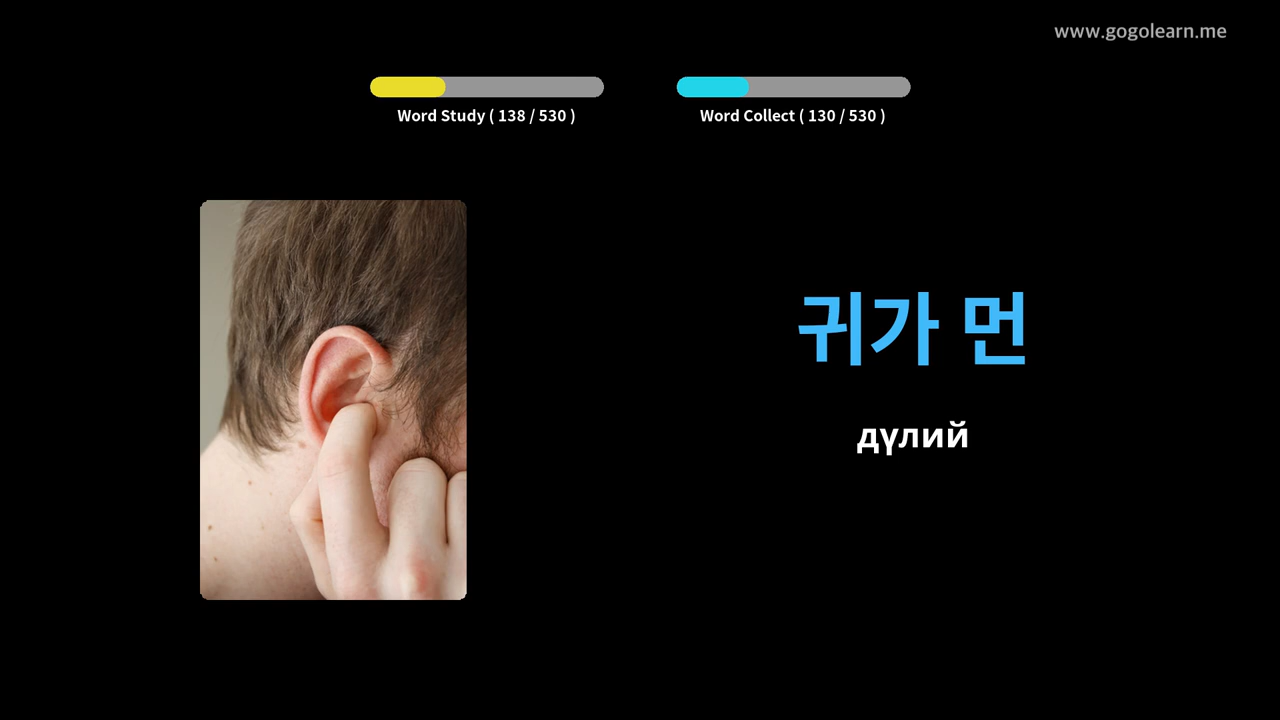 www.gogolearn.me
Word Study ( 138 / 530 )
Word Collect ( 130 / 530 )
귀가 먼
дүлий